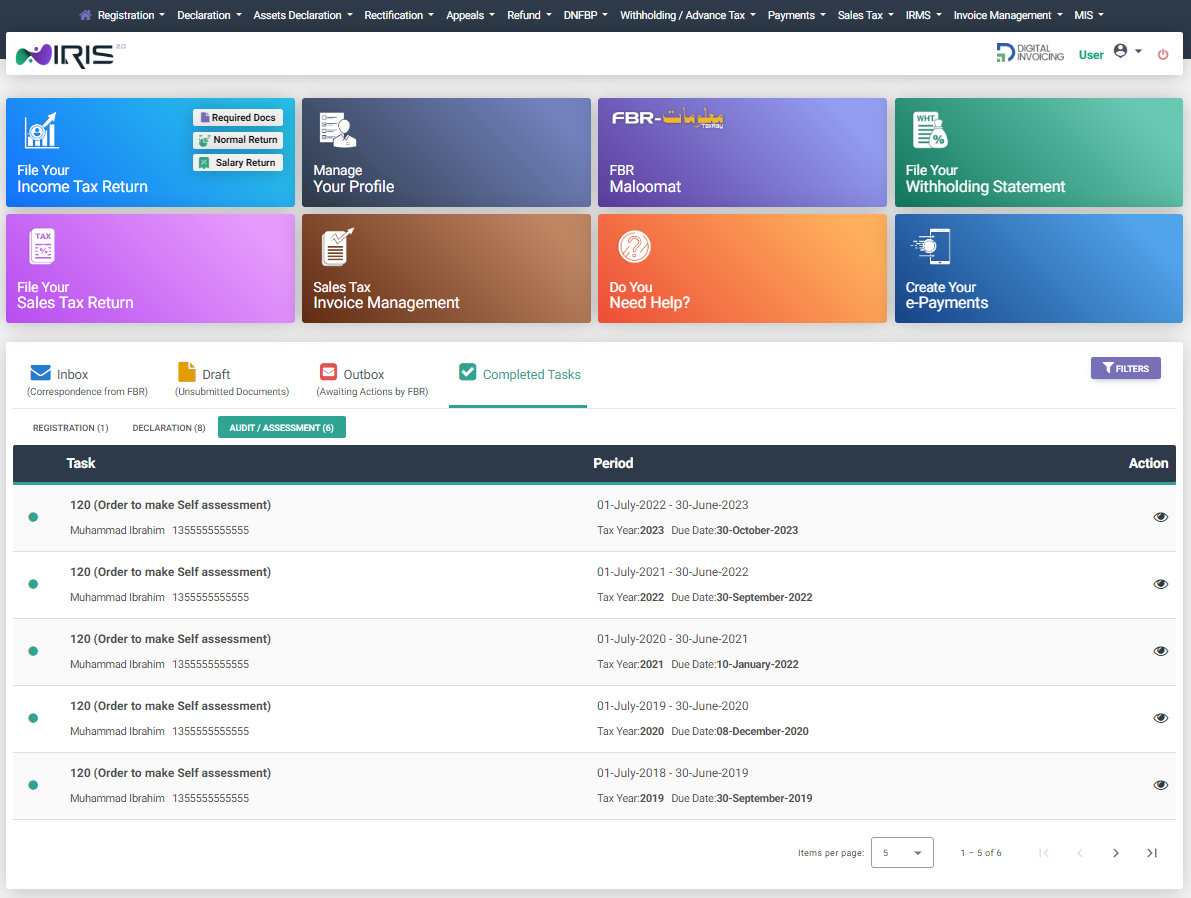 Registration Declaration Assets Declaration Rectification Appeals Refund DNFBP Withholding / Advance Tax Payments Sales Tax IRMS Invoice Management MIS
IRIS 2.0
DIGITAL
INVOICING
User
Required Docs
Normal Return
Salary Return
File Your
Income Tax Return
Manage
Your Profile
FBR-معلومات
TaxRay
FBR
Maloomat
WHT
%
File Your
Withholding Statement
TAX
%
File Your
Sales Tax Return
Sales Tax
Invoice Management
?
Do You
Need Help?
Create Your
e-Payments
Inbox
(Correspondence from FBR)
Draft
(Unsubmitted Documents)
Outbox
(Awaiting Actions by FBR)
Completed Tasks
FILTERS
REGISTRATION (1) DECLARATION (8) AUDIT / ASSESSMENT (6)
Task Period Action
120 (Order to make Self assessment) 01-July-2022 - 30-June-2023
Muhammad Ibrahim 1355555555555 Tax Year:2023 Due Date:30-October-2023
120 (Order to make Self assessment) 01-July-2021 - 30-June-2022
Muhammad Ibrahim 1355555555555 Tax Year:2022 Due Date:30-September-2022
120 (Order to make Self assessment) 01-July-2020 - 30-June-2021
Muhammad Ibrahim 1355555555555 Tax Year:2021 Due Date:10-January-2022
120 (Order to make Self assessment) 01-July-2019 - 30-June-2020
Muhammad Ibrahim 1355555555555 Tax Year:2020 Due Date:08-December-2020
120 (Order to make Self assessment) 01-July-2018 - 30-June-2019
Muhammad Ibrahim 1355555555555 Tax Year:2019 Due Date:30-September-2019
Items per page: 5 1 – 5 of 6